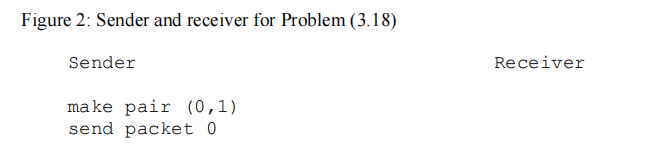 Figure 2: Sender and receiver for Problem (3.18)
Sender Receiver
make pair (0,1)
send packet 0